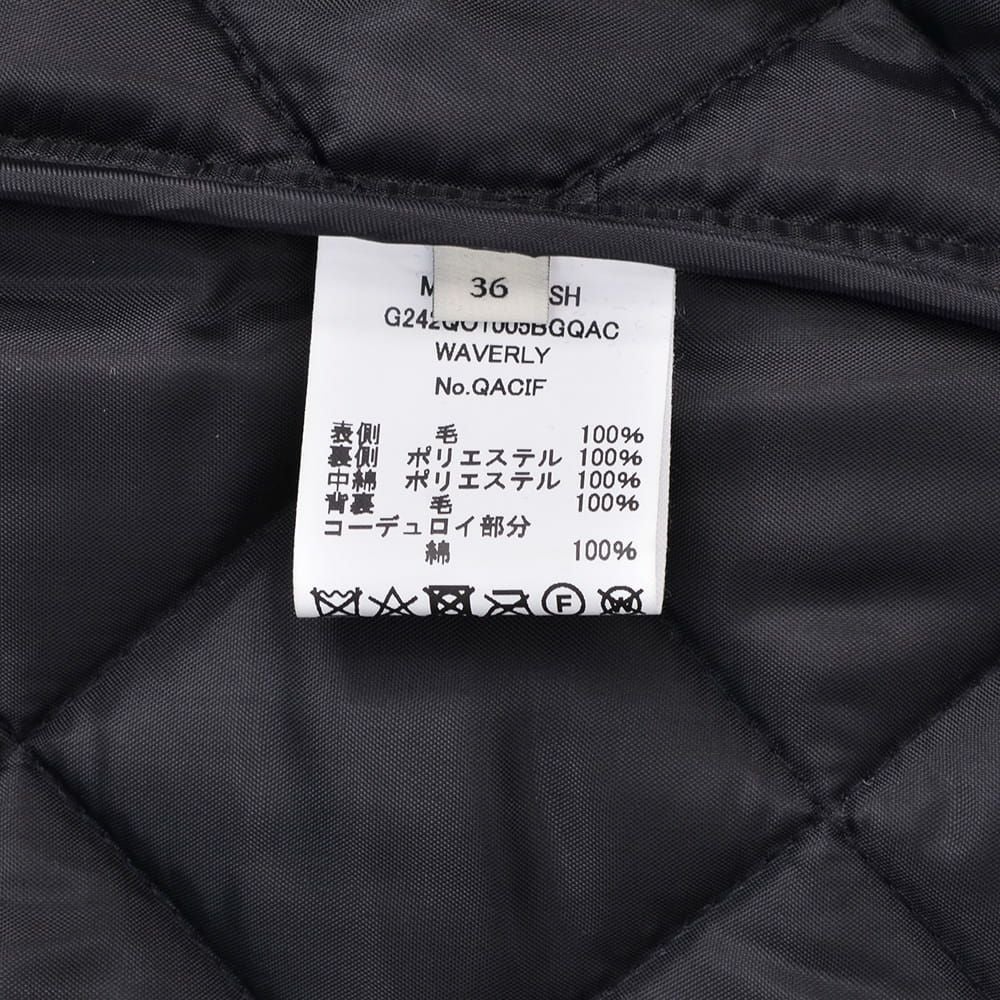 36
SH
WAVERLY
No.QACIF
表側 毛 100%
裏側 ポリエステル 100%
中綿 ポリエステル 100%
背裏 毛 100%
コーデュロイ部分
綿 100%
F
W